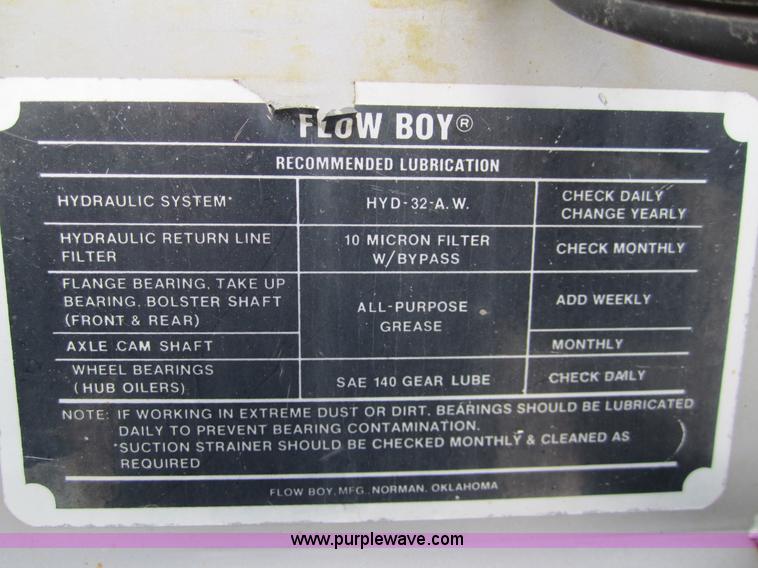 FLOW BOY®
RECOMMENDED LUBRICATION
HYDRAULIC SYSTEM* HYD-32-A.W. CHECK DAILY
CHANGE YEARLY
HYDRAULIC RETURN LINE
FILTER
10 MICRON FILTER
W/BYPASS
CHECK MONTHLY
FLANGE BEARING, TAKE UP
BEARING, BOLSTER SHAFT
(FRONT & REAR)
ALL-PURPOSE
GREASE
ADD WEEKLY
AXLE CAM SHAFT
MONTHLY
WHEEL BEARINGS
(HUB OILERS)
SAE 140 GEAR LUBE
CHECK DAILY
NOTE: IF WORKING IN EXTREME DUST OR DIRT. BEARINGS SHOULD BE LUBRICATED
DAILY TO PREVENT BEARING CONTAMINATION.
*SUCTION STRAINER SHOULD BE CHECKED MONTHLY & CLEANED AS
REQUIRED
FLOW BOY, MFG., NORMAN, OKLAHOMA
www.purplewave.com